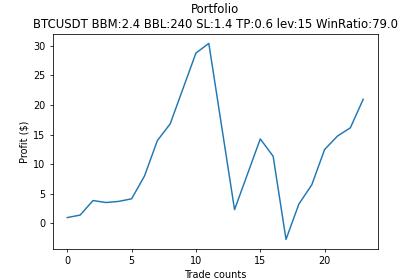 Portfolio
BTCUSDT BBM:2.4 BBL:240 SL:1.4 TP:0.6 lev:15 WinRatio:79.0
30
25
20
15
10
5
0
Profit ($)
0 5 10 15 20
Trade counts